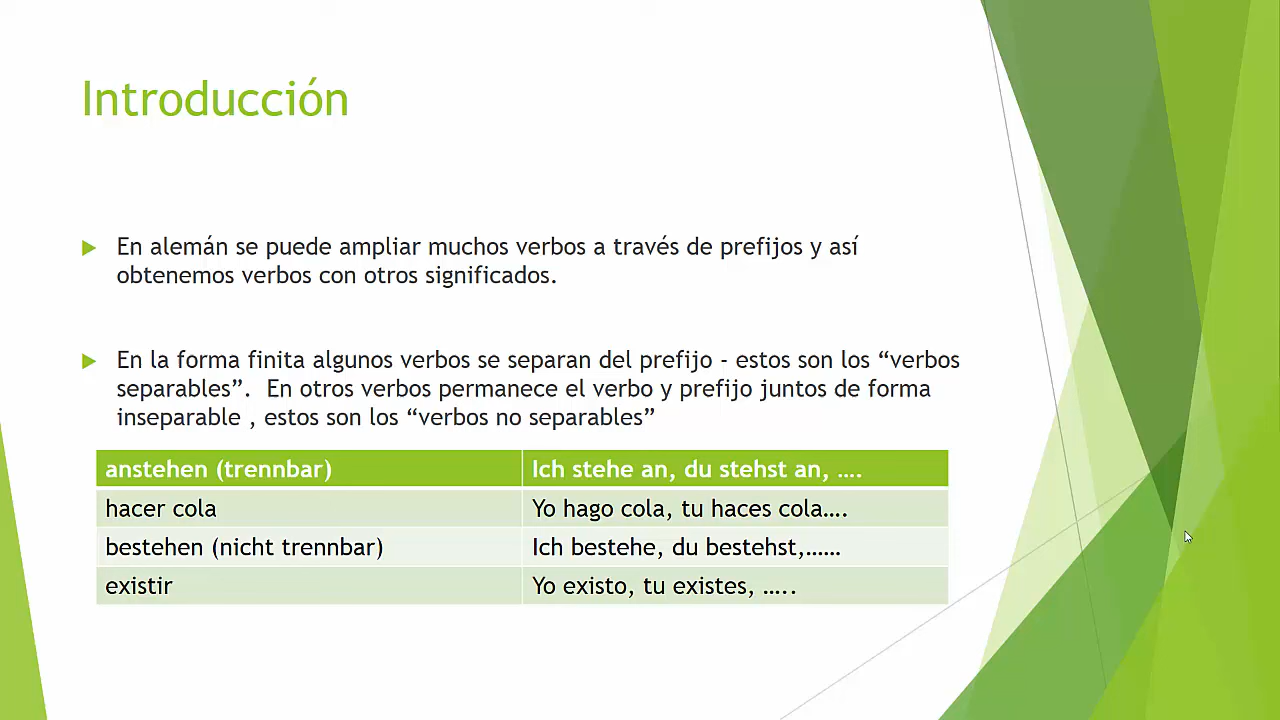 Introducción
En alemán se puede ampliar muchos verbos a través de prefijos y así
obtenemos verbos con otros significados.
En la forma finita algunos verbos se separan del prefijo - estos son los “verbos
separables”.  En otros verbos permanece el verbo y prefijo juntos de forma
inseparable , estos son los “verbos no separables”
anstehen (trennbar) Ich stehe an, du stehst an, ….
hacer cola Yo hago cola, tu haces cola….
bestehen (nicht trennbar) Ich bestehe, du bestehst,……
existir Yo existo, tu existes, …..